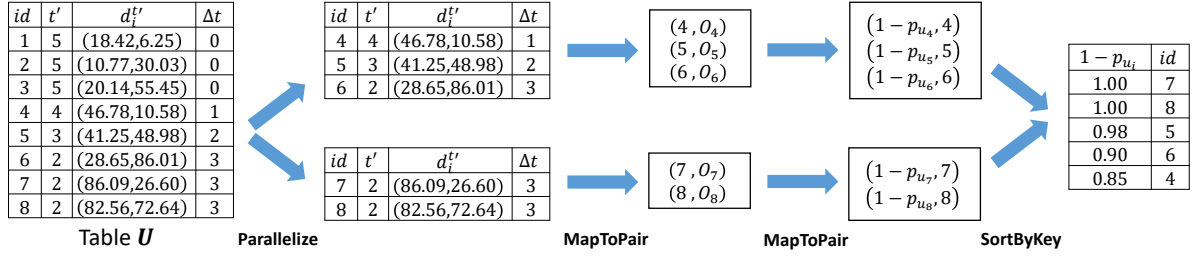 id t′ d_i^{t′} Δt
1 5 (18.42,6.25) 0
2 5 (10.77,30.03) 0
3 5 (20.14,55.45) 0
4 4 (46.78,10.58) 1
5 3 (41.25,48.98) 2
6 2 (28.65,86.01) 3
7 2 (86.09,26.60) 3
8 2 (82.56,72.64) 3
Table U
Parallelize
id t′ d_i^{t′} Δt
4 4 (46.78,10.58) 1
5 3 (41.25,48.98) 2
6 2 (28.65,86.01) 3
id t′ d_i^{t′} Δt
7 2 (86.09,26.60) 3
8 2 (82.56,72.64) 3
MapToPair
(4 , O_4)
(5 , O_5)
(6 , O_6)
(7 , O_7)
(8 , O_8)
MapToPair
(1 − p_{u_4}, 4)
(1 − p_{u_5}, 5)
(1 − p_{u_6}, 6)
(1 − p_{u_7}, 7)
(1 − p_{u_8}, 8)
SortByKey
1 − p_{u_i} id
1.00 7
1.00 8
0.98 5
0.90 6
0.85 4